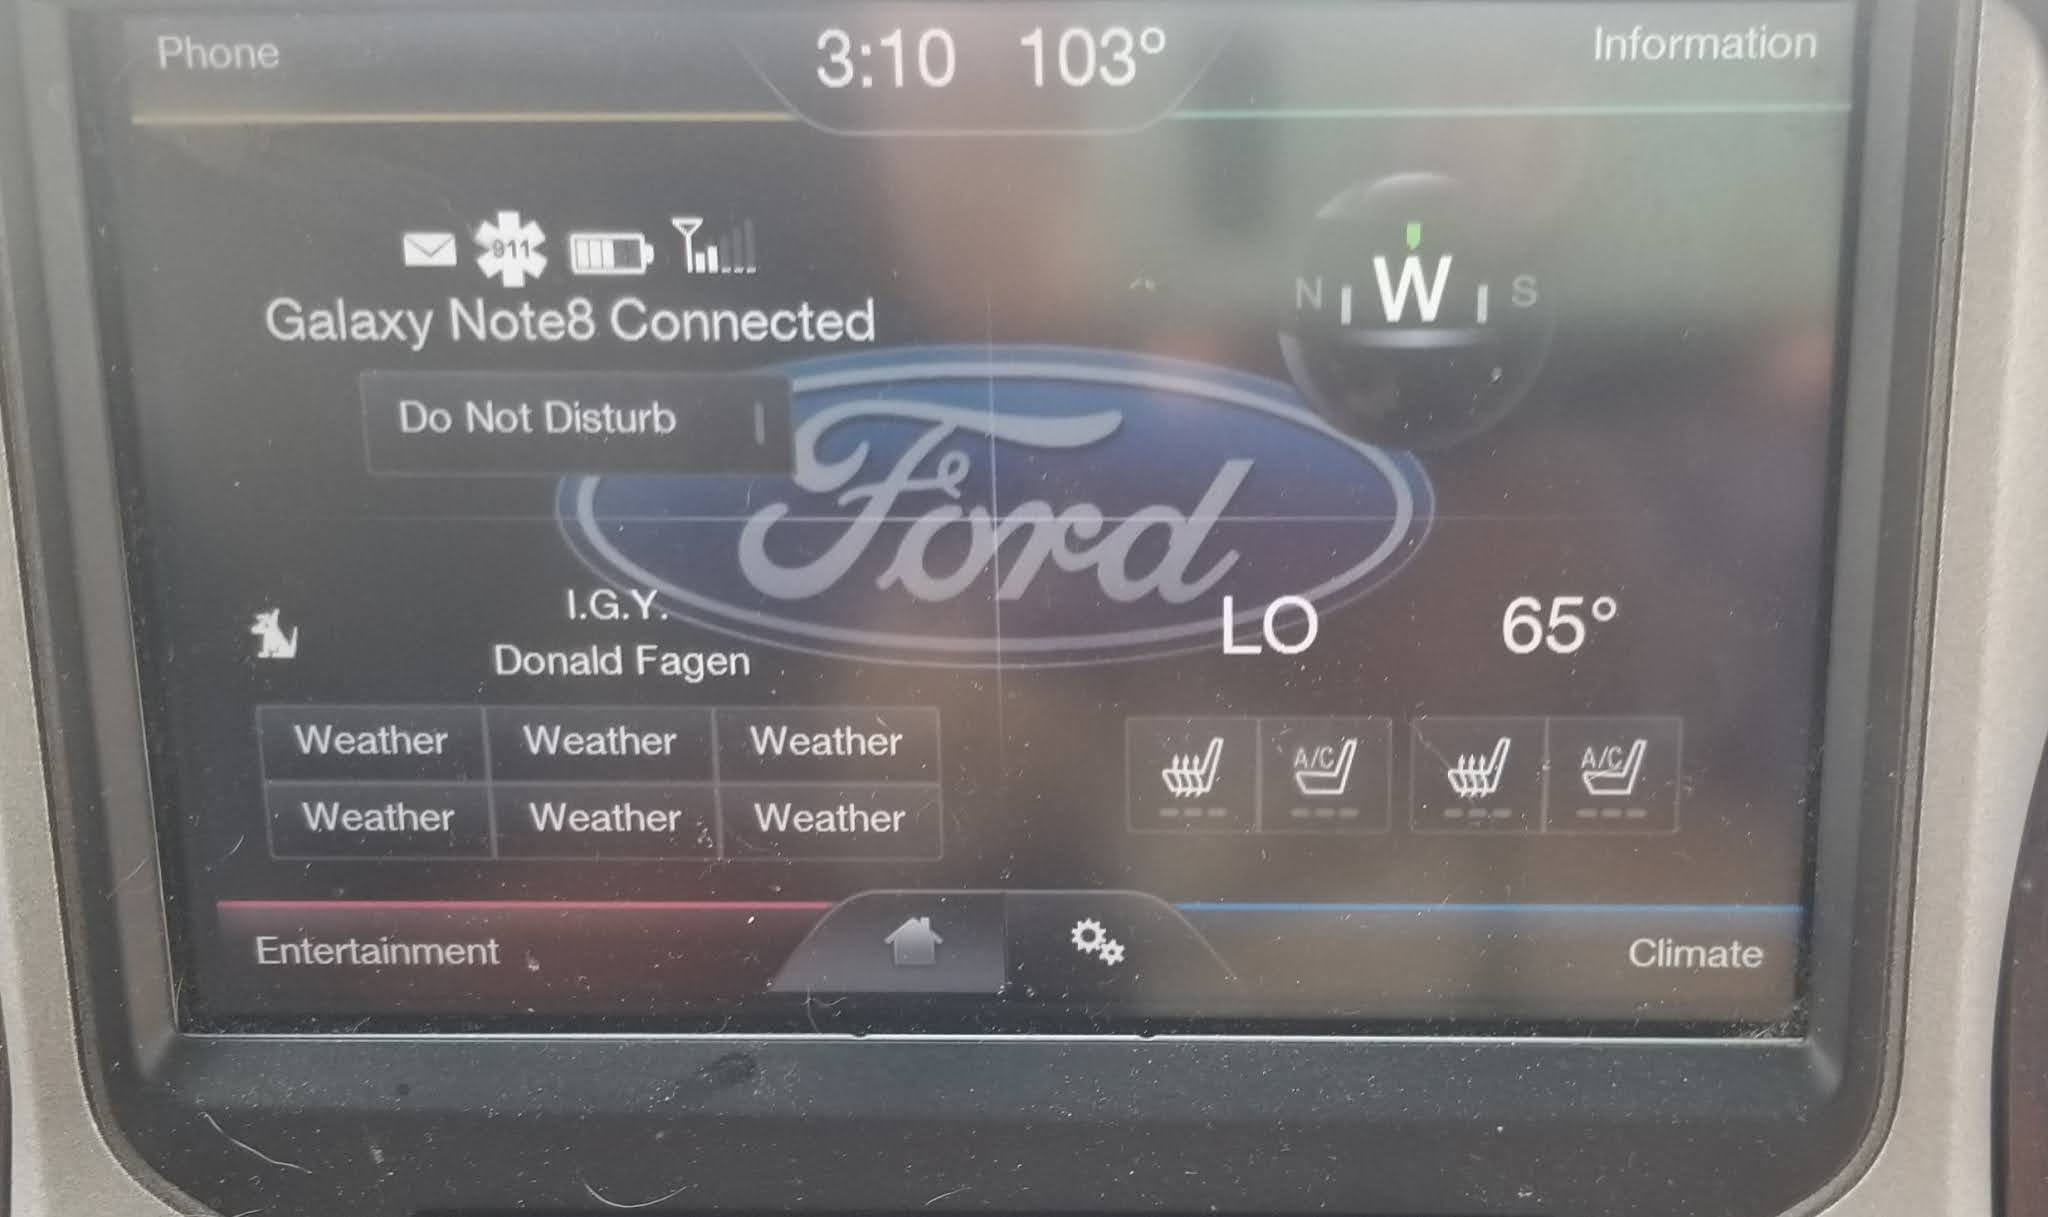 Phone
3:10 103°
Information
911
Galaxy Note8 Connected
Do Not Disturb
N W S
Ford
I.G.Y.
Donald Fagen
LO 65°
Weather Weather Weather
Weather Weather Weather
A/C A/C
Entertainment
Climate